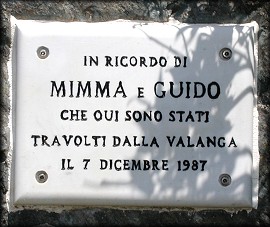 IN RICORDO DI
MIMMA E GUIDO
CHE QUI SONO STATI
TRAVOLTI DALLA VALANGA
IL 7 DICEMBRE 1987